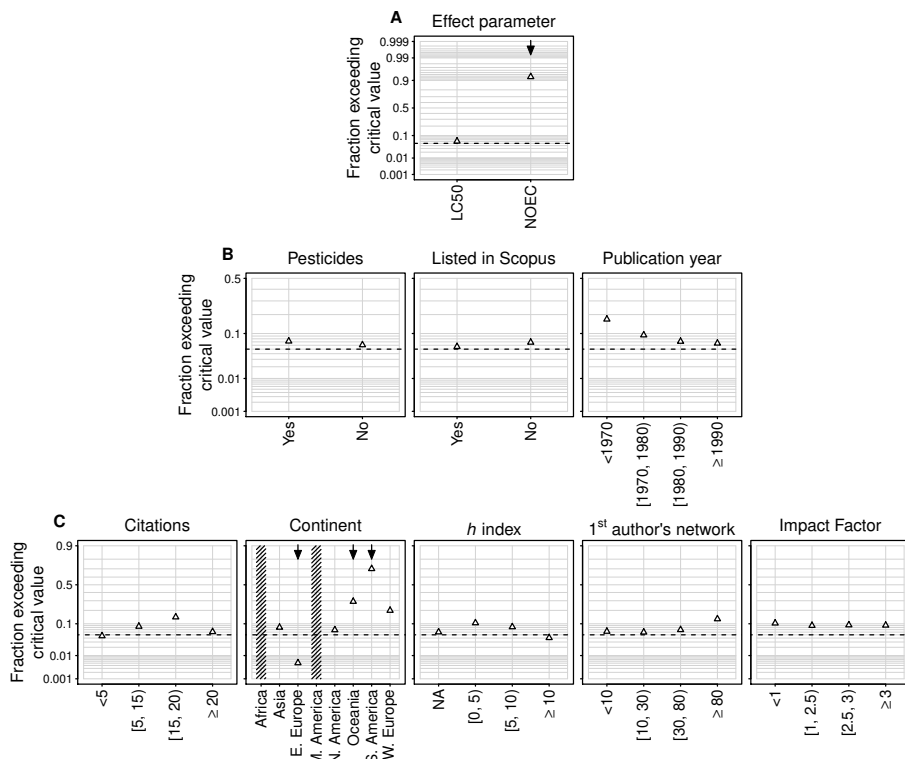 A Effect parameter
Fraction exceeding
critical value
0.999
0.99
0.9
0.5
0.1
0.01
0.001
LC50
NOEC
B Pesticides Listed in Scopus Publication year
Fraction exceeding
critical value
0.5
0.1
0.01
0.001
Yes
No
Yes
No
<1970
[1970, 1980)
[1980, 1990)
≥ 1990
C Citations Continent h index 1st author's network Impact Factor
Fraction exceeding
critical value
0.9
0.5
0.1
0.01
0.001
<5
[5, 15)
[15, 20)
≥ 20
Africa
Asia
E. Europe
M. America
N. America
Oceania
S. America
W. Europe
NA
[0, 5)
[5, 10)
≥ 10
<10
[10, 30)
[30, 80)
≥ 80
<1
[1, 2.5)
[2.5, 3)
≥ 3